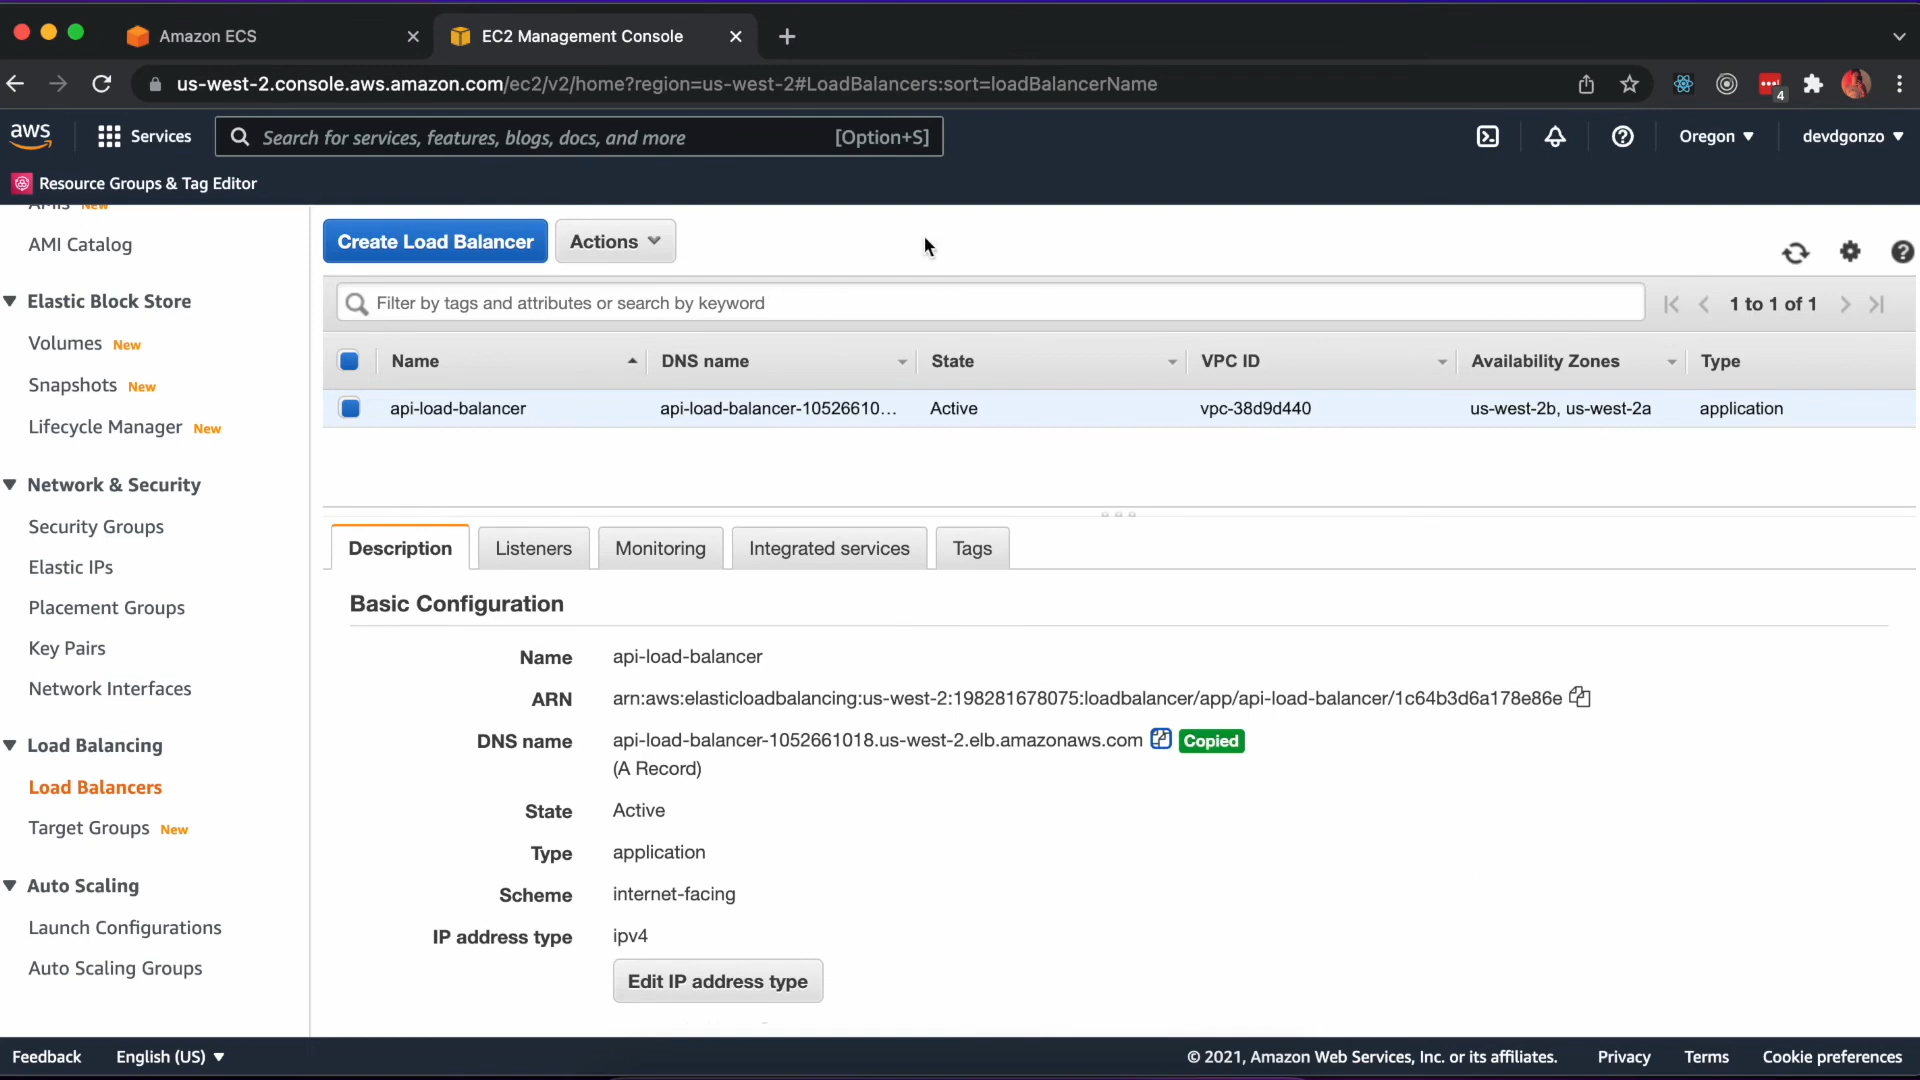 Amazon ECS
EC2 Management Console
us-west-2.console.aws.amazon.com/ec2/v2/home?region=us-west-2#LoadBalancers:sort=loadBalancerName
4
aws
Services
Search for services, features, blogs, docs, and more
[Option+S]
Oregon
devdgonzo
Resource Groups & Tag Editor
AMIs New
AMI Catalog
Elastic Block Store
Volumes New
Snapshots New
Lifecycle Manager New
Network & Security
Security Groups
Elastic IPs
Placement Groups
Key Pairs
Network Interfaces
Load Balancing
Load Balancers
Target Groups New
Auto Scaling
Launch Configurations
Auto Scaling Groups
Create Load Balancer
Actions
Filter by tags and attributes or search by keyword
1 to 1 of 1
Name DNS name State VPC ID Availability Zones Type
api-load-balancer api-load-balancer-10526610... Active vpc-38d9d440 us-west-2b, us-west-2a application
Description Listeners Monitoring Integrated services Tags
Basic Configuration
Name api-load-balancer
ARN arn:aws:elasticloadbalancing:us-west-2:198281678075:loadbalancer/app/api-load-balancer/1c64b3d6a178e86e
DNS name api-load-balancer-1052661018.us-west-2.elb.amazonaws.com Copied
(A Record)
State Active
Type application
Scheme internet-facing
IP address type ipv4
Edit IP address type
Feedback English (US) © 2021, Amazon Web Services, Inc. or its affiliates. Privacy Terms Cookie preferences